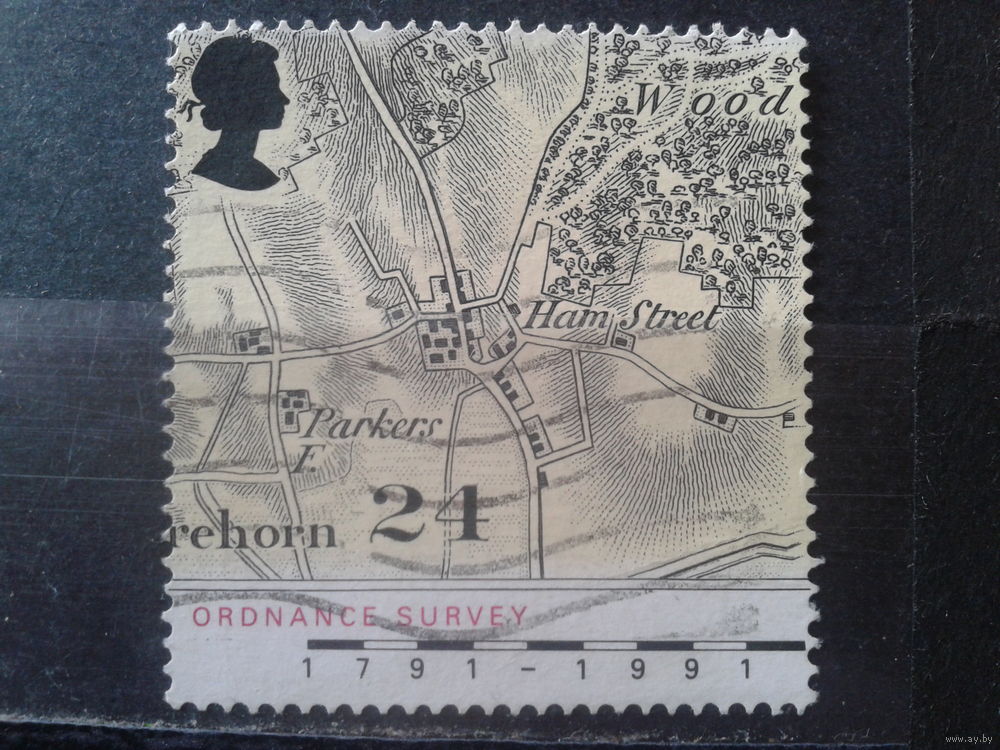 Wood
Ham Street
Parkers
F.
rehorn 24
ORDNANCE SURVEY
1791-1991
www.ay.by